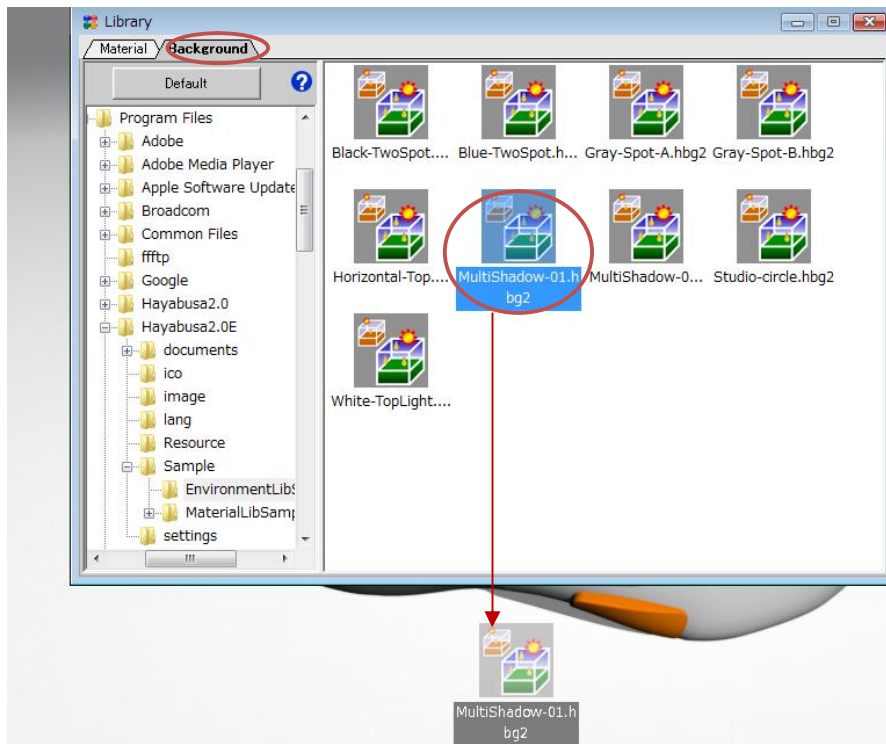 Library
Material Background
Default
Program Files
Adobe
Adobe Media Player
Apple Software Update
Broadcom
Common Files
ffftp
Google
Hayabusa2.0
Hayabusa2.0E
documents
ico
image
lang
Resource
Sample
EnvironmentLibS
MaterialLibSamp
settings
Black-TwoSpot.... Blue-TwoSpot.h... Gray-Spot-A.hbg2 Gray-Spot-B.hbg2
Horizontal-Top.... MultiShadow-01.h MultiShadow-0... Studio-circle.hbg2
bg2
White-TopLight....
MultiShadow-01.h
bg2